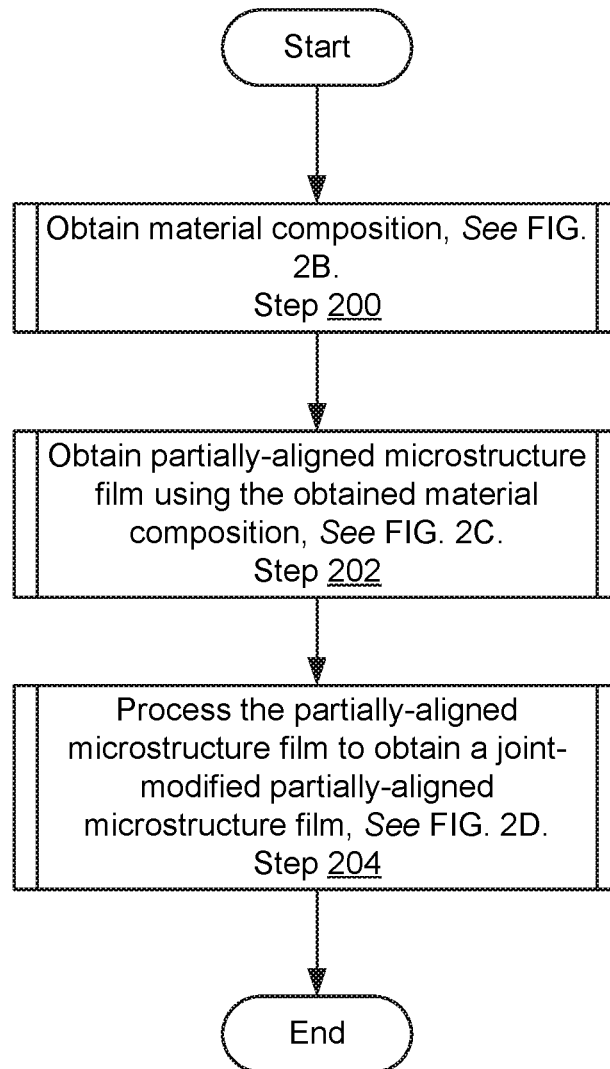 Start
Obtain material composition, See FIG.
2B.
Step 200
Obtain partially-aligned microstructure
film using the obtained material
composition, See FIG. 2C.
Step 202
Process the partially-aligned
microstructure film to obtain a joint-
modified partially-aligned
microstructure film, See FIG. 2D.
Step 204
End